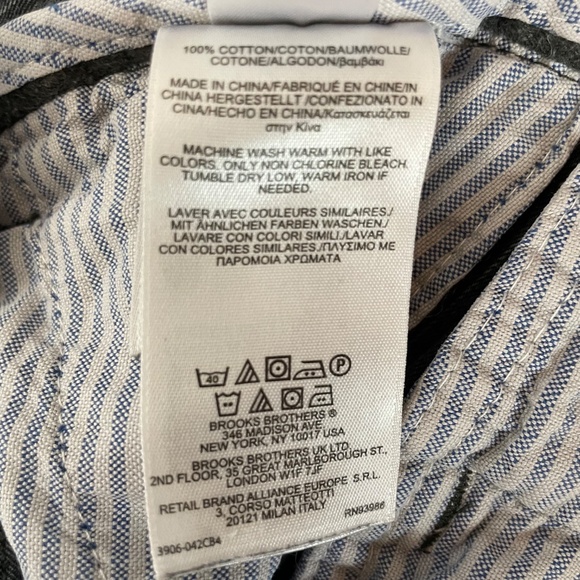 100% COTTON/COTON/BAUMWOLLE/
COTONE/ALGODON/βαμβάκι
MADE IN CHINA/FABRIQUÉ EN CHINE/IN
CHINA HERGESTELLT/CONFEZIONATO IN
CINA/HECHO EN CHINA/Κατασκευάζεται
στην Κίνα
MACHINE WASH WARM WITH LIKE
COLORS. ONLY NON CHLORINE BLEACH.
TUMBLE DRY LOW, WARM IRON IF
NEEDED.
LAVER AVEC COULEURS SIMILAIRES./
MIT ÄHNLICHEN FARBEN WASCHEN./
LAVARE CON COLORI SIMILI./LAVAR
CON COLORES SIMILARES./ΠΛΥΣΙΜΟ ΜΕ
ΠΑΡΟΜΟΙΑ ΧΡΩΜΑΤΑ
40 P
BROOKS BROTHERS ®
346 MADISON AVE.
NEW YORK, NY 10017 USA
BROOKS BROTHERS UK LTD.
2ND FLOOR, 35 GREAT MARLBOROUGH ST.,
LONDON W1F 7JF
RETAIL BRAND ALLIANCE EUROPE S.R.L.
3, CORSO MATTEOTTI
20121 MILAN ITALY
RN93986
3906-042CB4